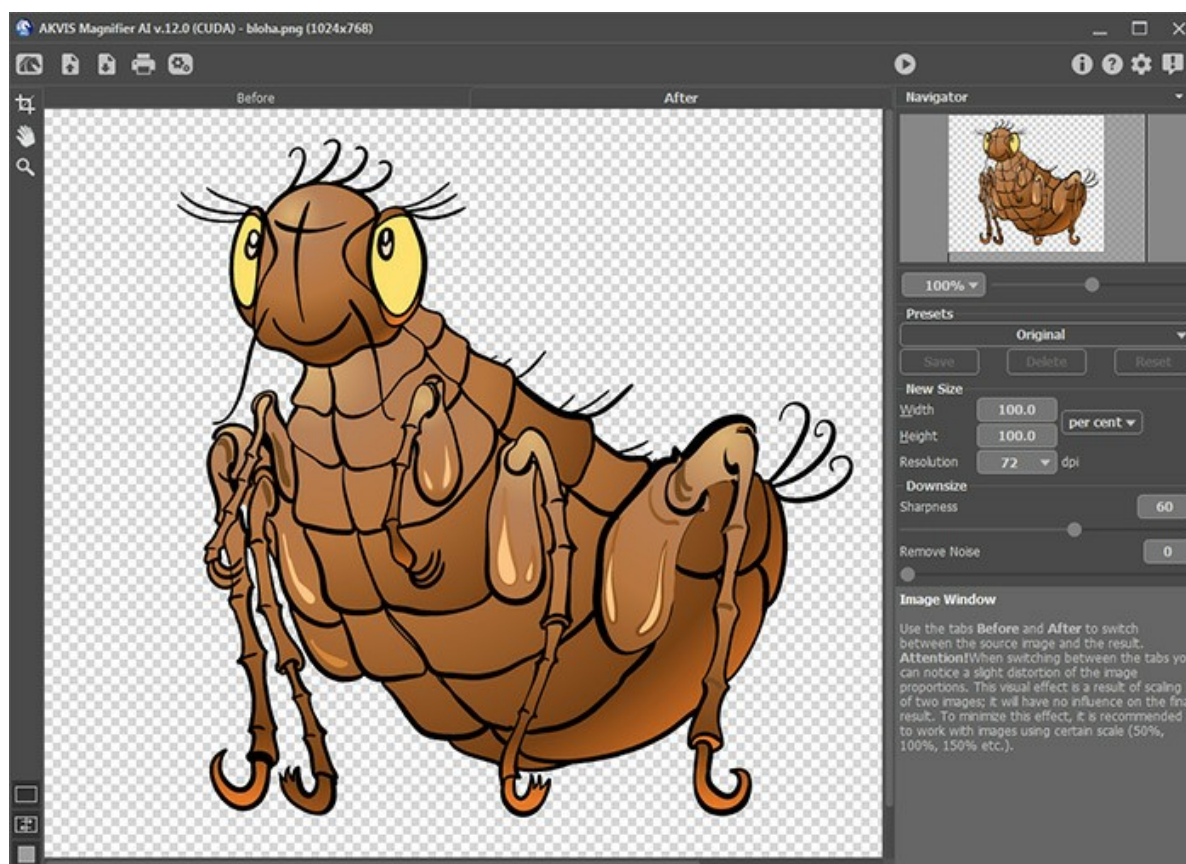 AKVIS Magnifier AI v.12.0 (CUDA) - bloha.png (1024x768)
Before
After
Navigator
100%
Presets
Original
Save Delete Reset
New Size
Width 100.0
per cent
Height 100.0
Resolution 72 dpi
Downsize
Sharpness 60
Remove Noise 0
Image Window
Use the tabs Before and After to switch
between the source image and the result.
Attention!When switching between the tabs yo
can notice a slight distortion of the image
proportions. This visual effect is a result of scaling
of two images; it will have no influence on the fina
result. To minimize this effect, it is recommended
to work with images using certain scale (50%,
100%, 150% etc.).